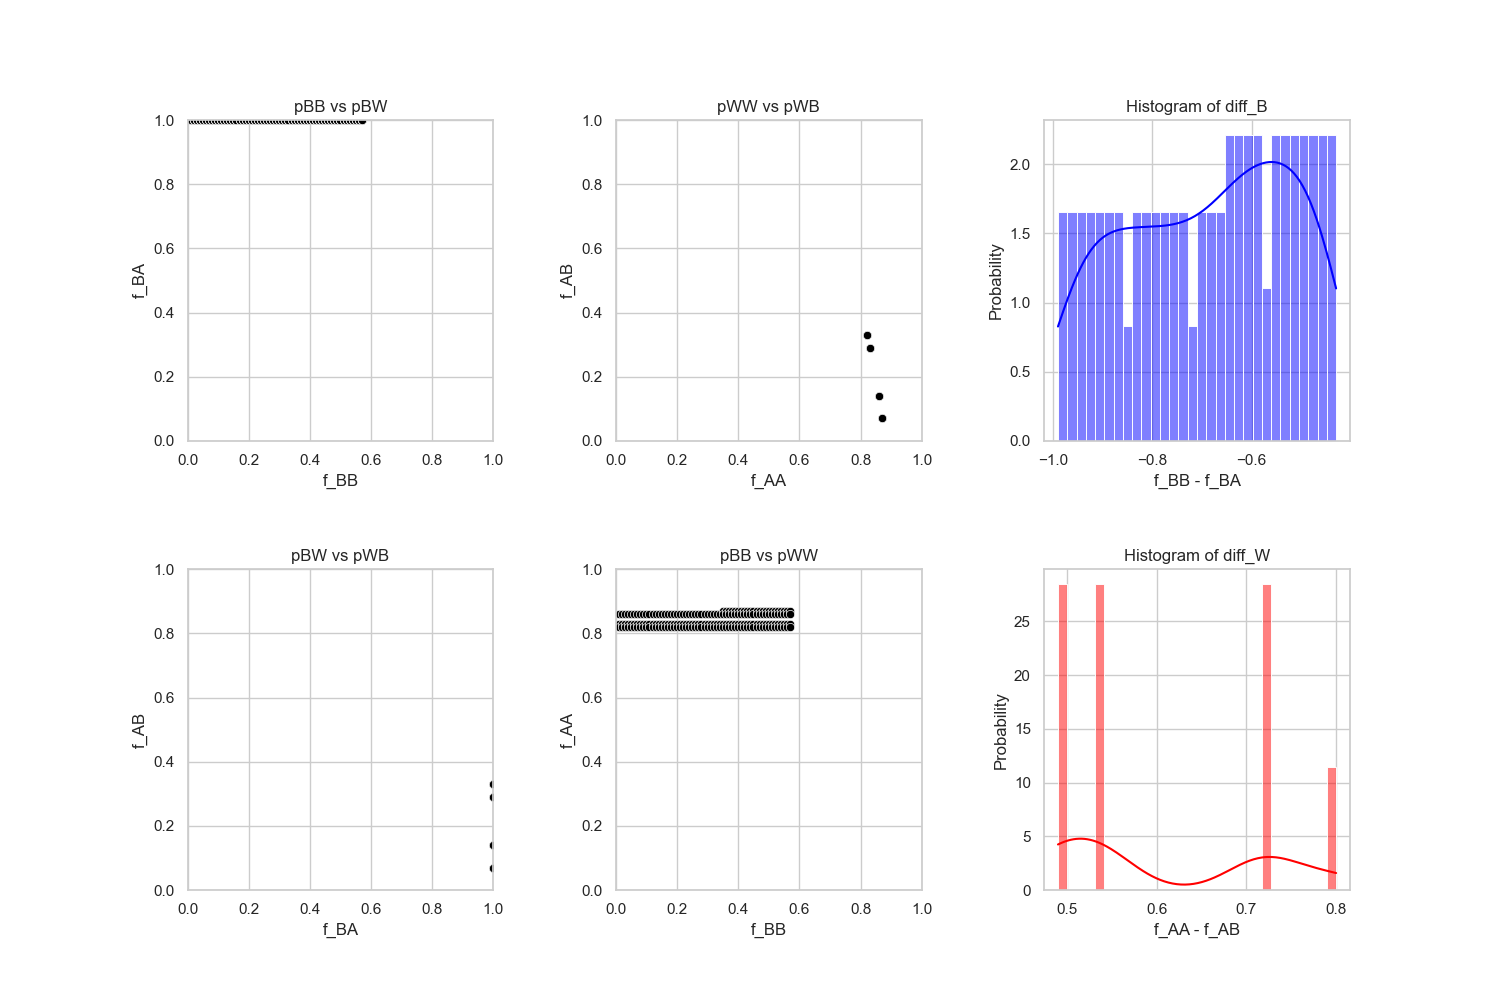 pBB vs pBW
1.0
0.8
0.6
0.4
0.2
0.0
f_BA
0.0 0.2 0.4 0.6 0.8 1.0
f_BB
pWW vs pWB
1.0
0.8
0.6
0.4
0.2
0.0
f_AB
0.0 0.2 0.4 0.6 0.8 1.0
f_AA
Histogram of diff_B
2.0
1.5
1.0
0.5
0.0
Probability
−1.0 −0.8 −0.6
f_BB - f_BA
pBW vs pWB
1.0
0.8
0.6
0.4
0.2
0.0
f_AB
0.0 0.2 0.4 0.6 0.8 1.0
f_BA
pBB vs pWW
1.0
0.8
0.6
0.4
0.2
0.0
f_AA
0.0 0.2 0.4 0.6 0.8 1.0
f_BB
Histogram of diff_W
25
20
15
10
5
0
Probability
0.5 0.6 0.7 0.8
f_AA - f_AB